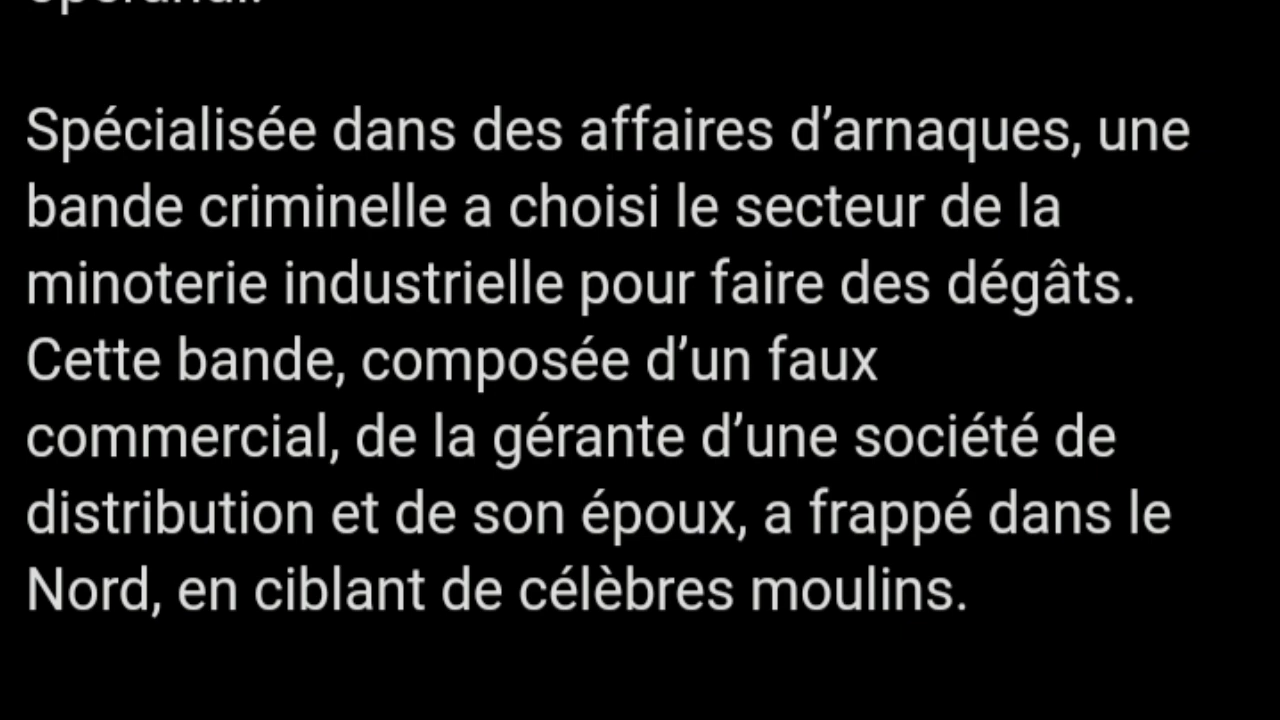 Spécialisée dans des affaires d’arnaques, une
bande criminelle a choisi le secteur de la
minoterie industrielle pour faire des dégâts.
Cette bande, composée d’un faux
commercial, de la gérante d’une société de
distribution et de son époux, a frappé dans le
Nord, en ciblant de célèbres moulins.